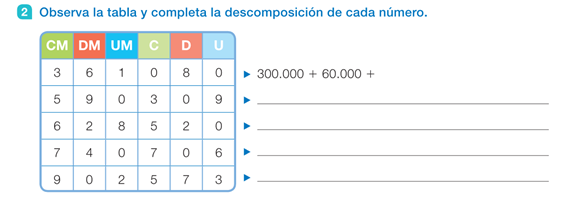 2 Observa la tabla y completa la descomposición de cada número.
CM DM UM C D U
3 6 1 0 8 0 ▶ 300.000 + 60.000 +
5 9 0 3 0 9 ▶
6 2 8 5 2 0 ▶
7 4 0 7 0 6 ▶
9 0 2 5 7 3 ▶